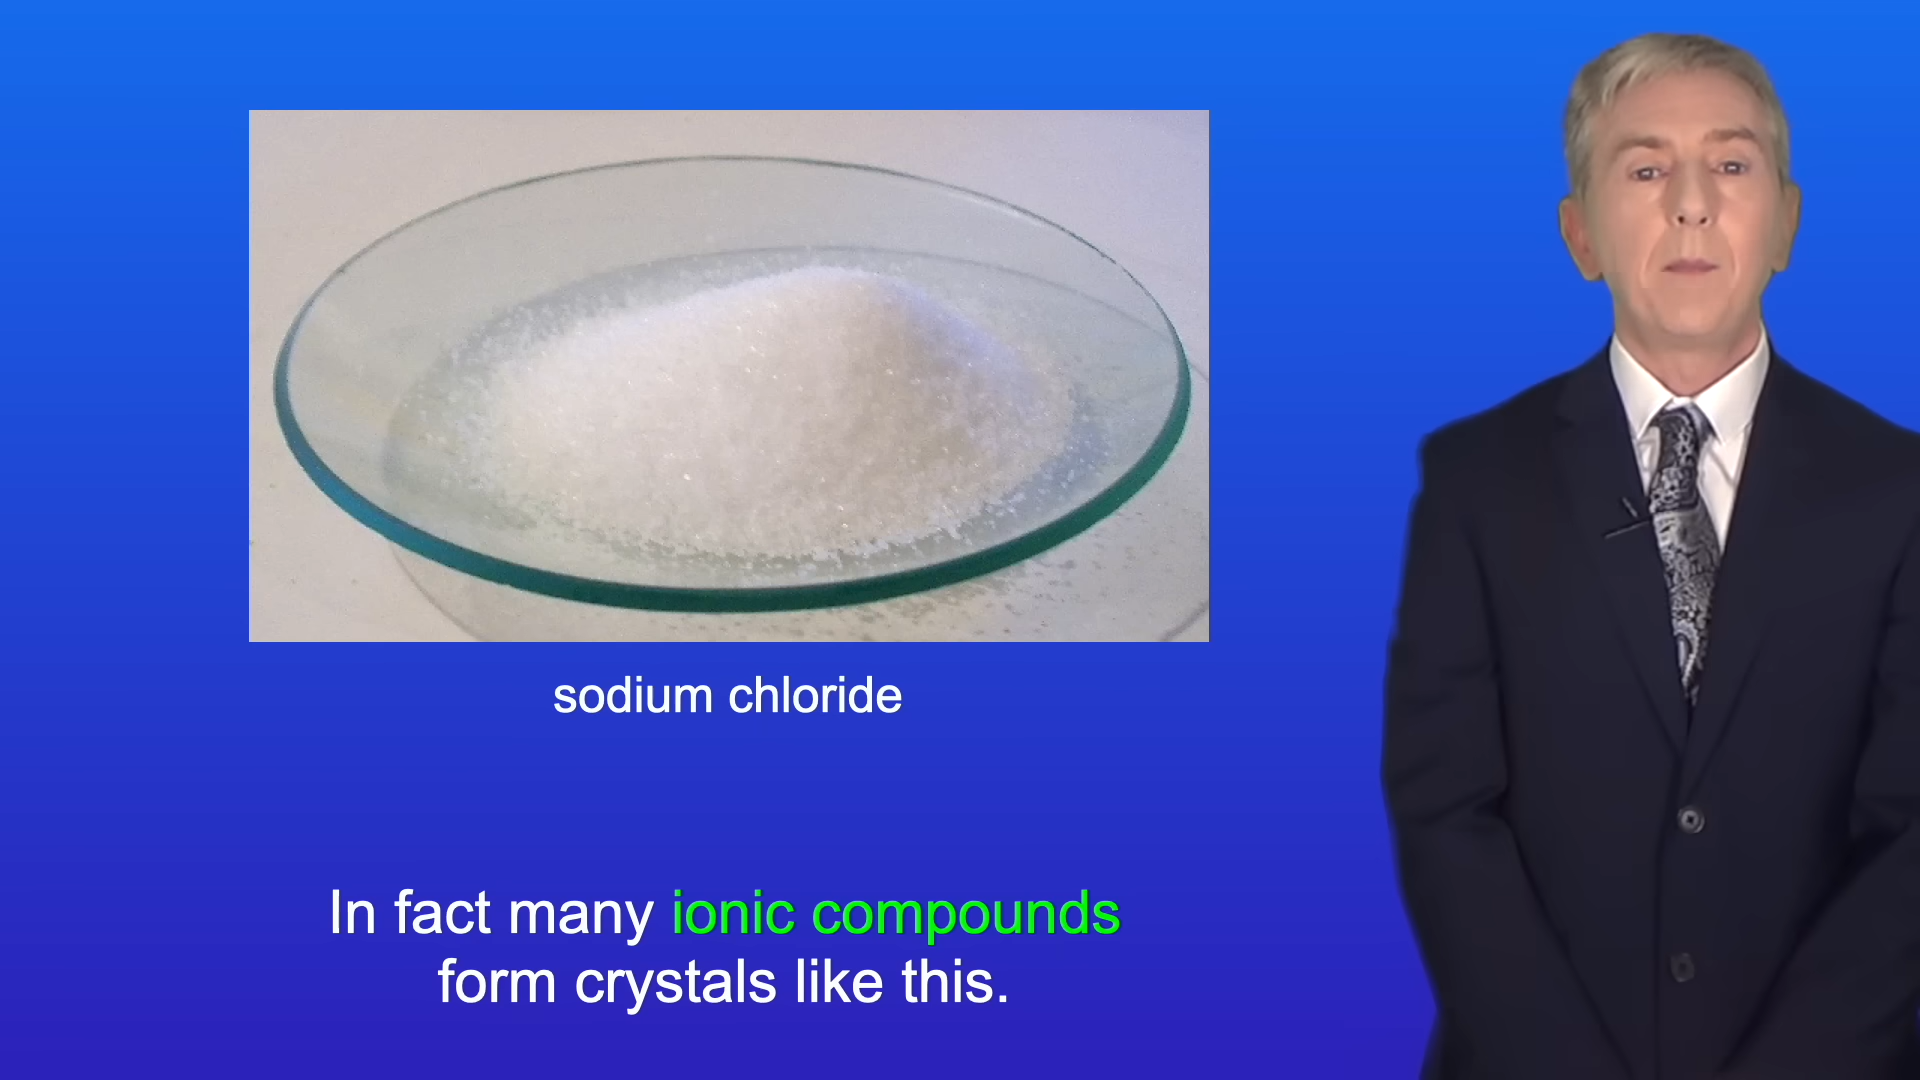 sodium chloride
In fact many ionic compounds
form crystals like this.